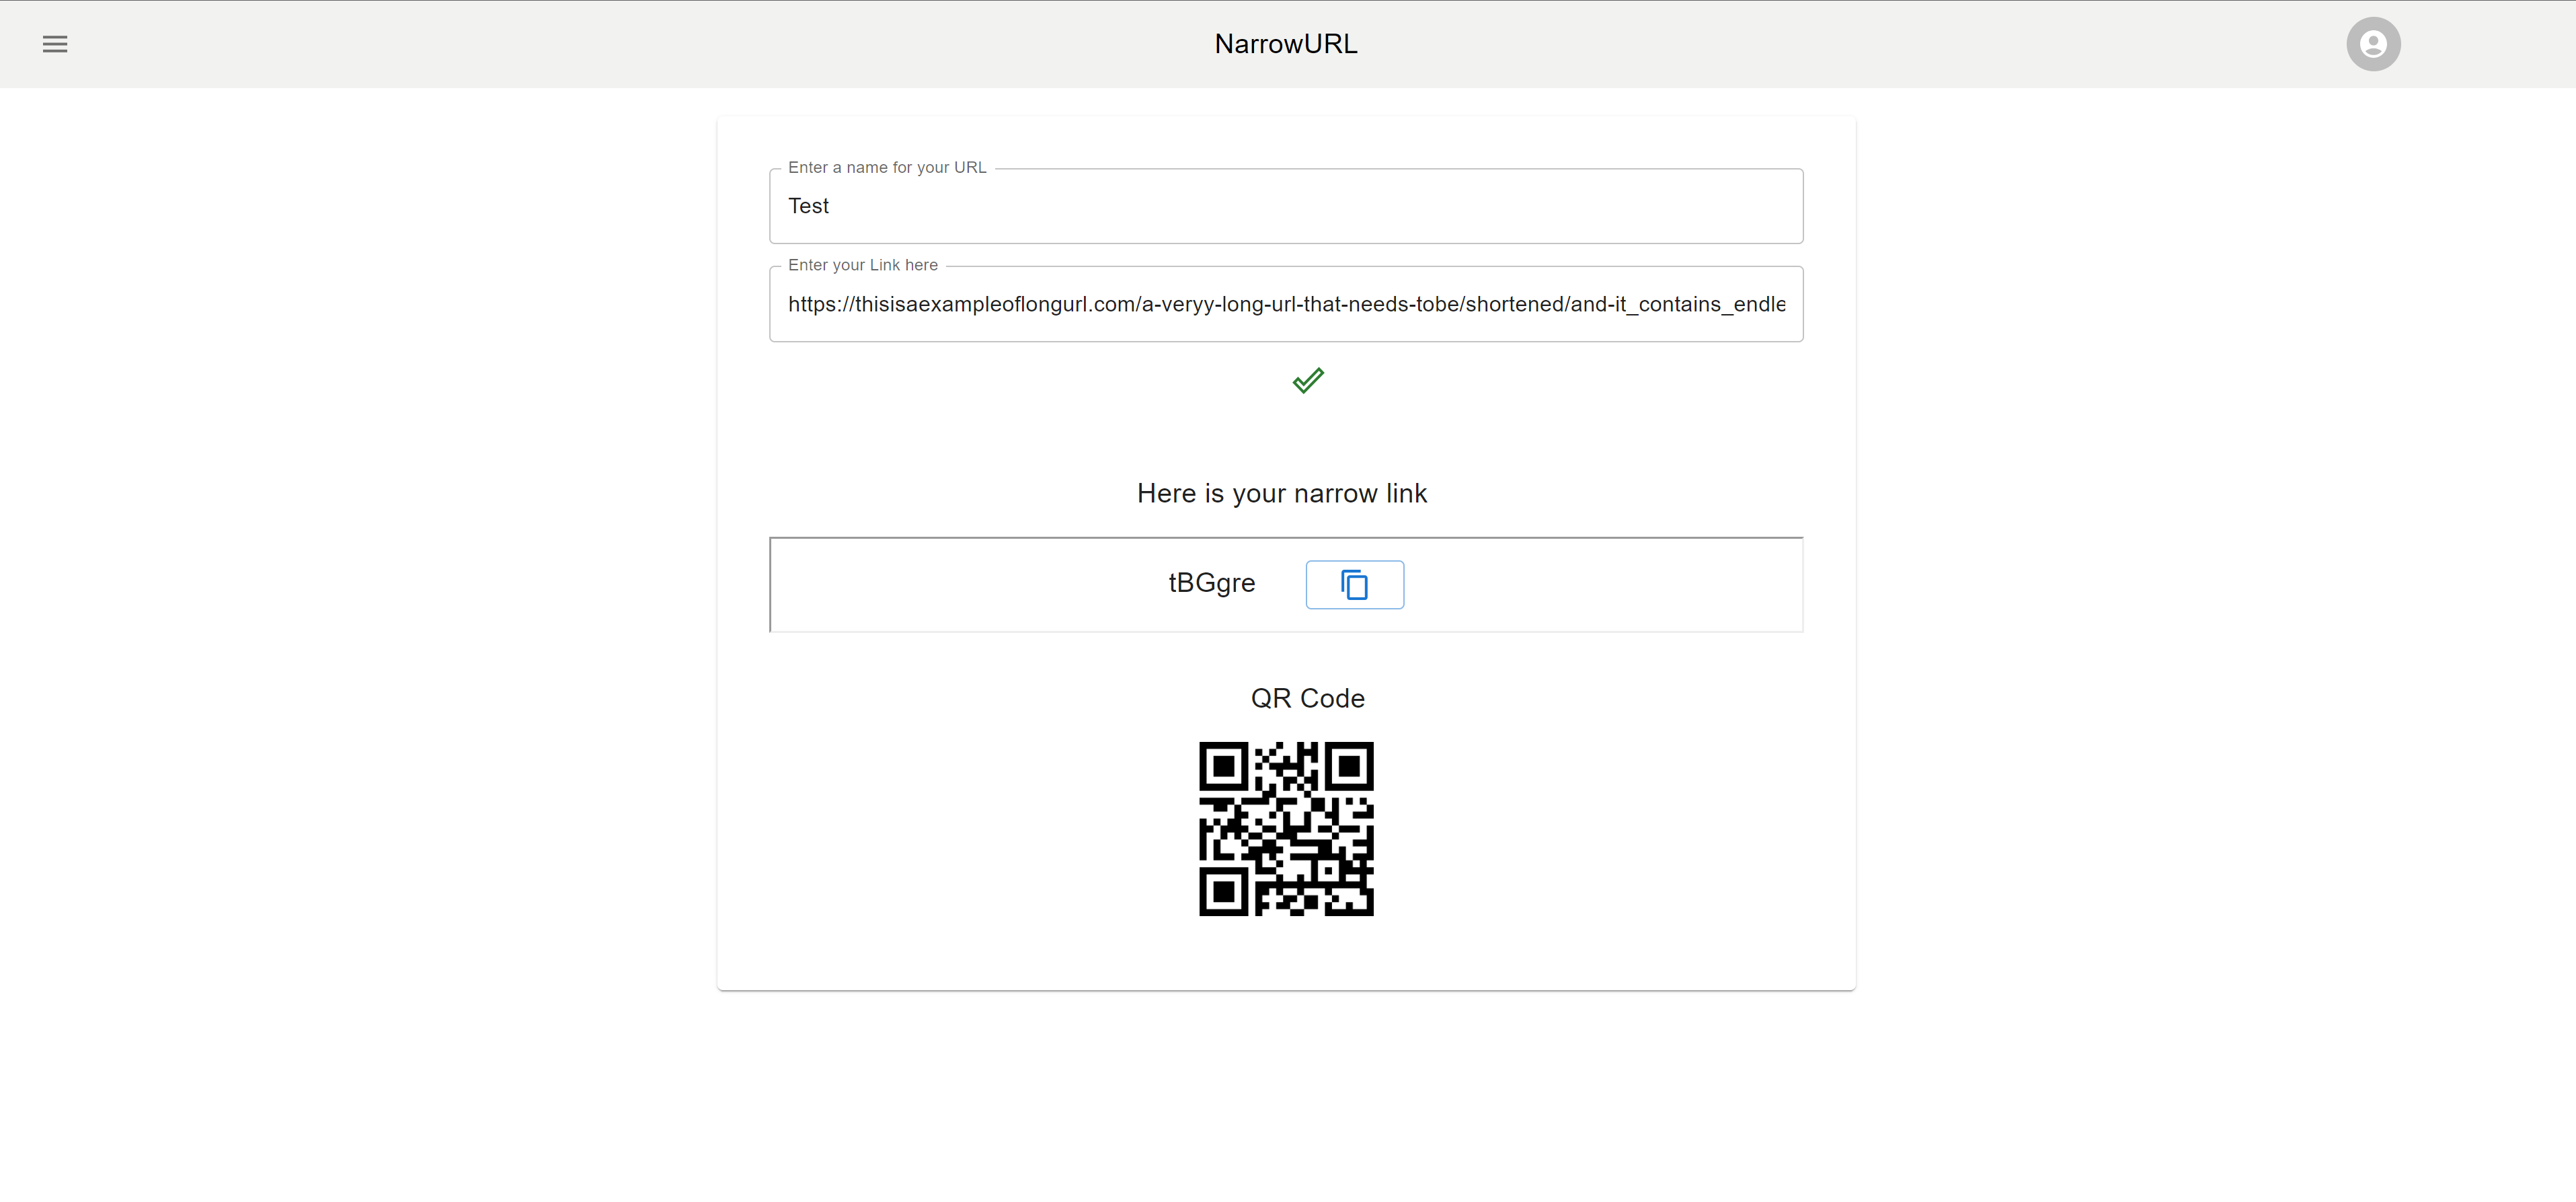 NarrowURL
Enter a name for your URL
Test
Enter your Link here
https://thisisaexampleoflongurl.com/a-veryy-long-url-that-needs-tobe/shortened/and-it_contains_endle
Here is your narrow link
tBGgre
QR Code